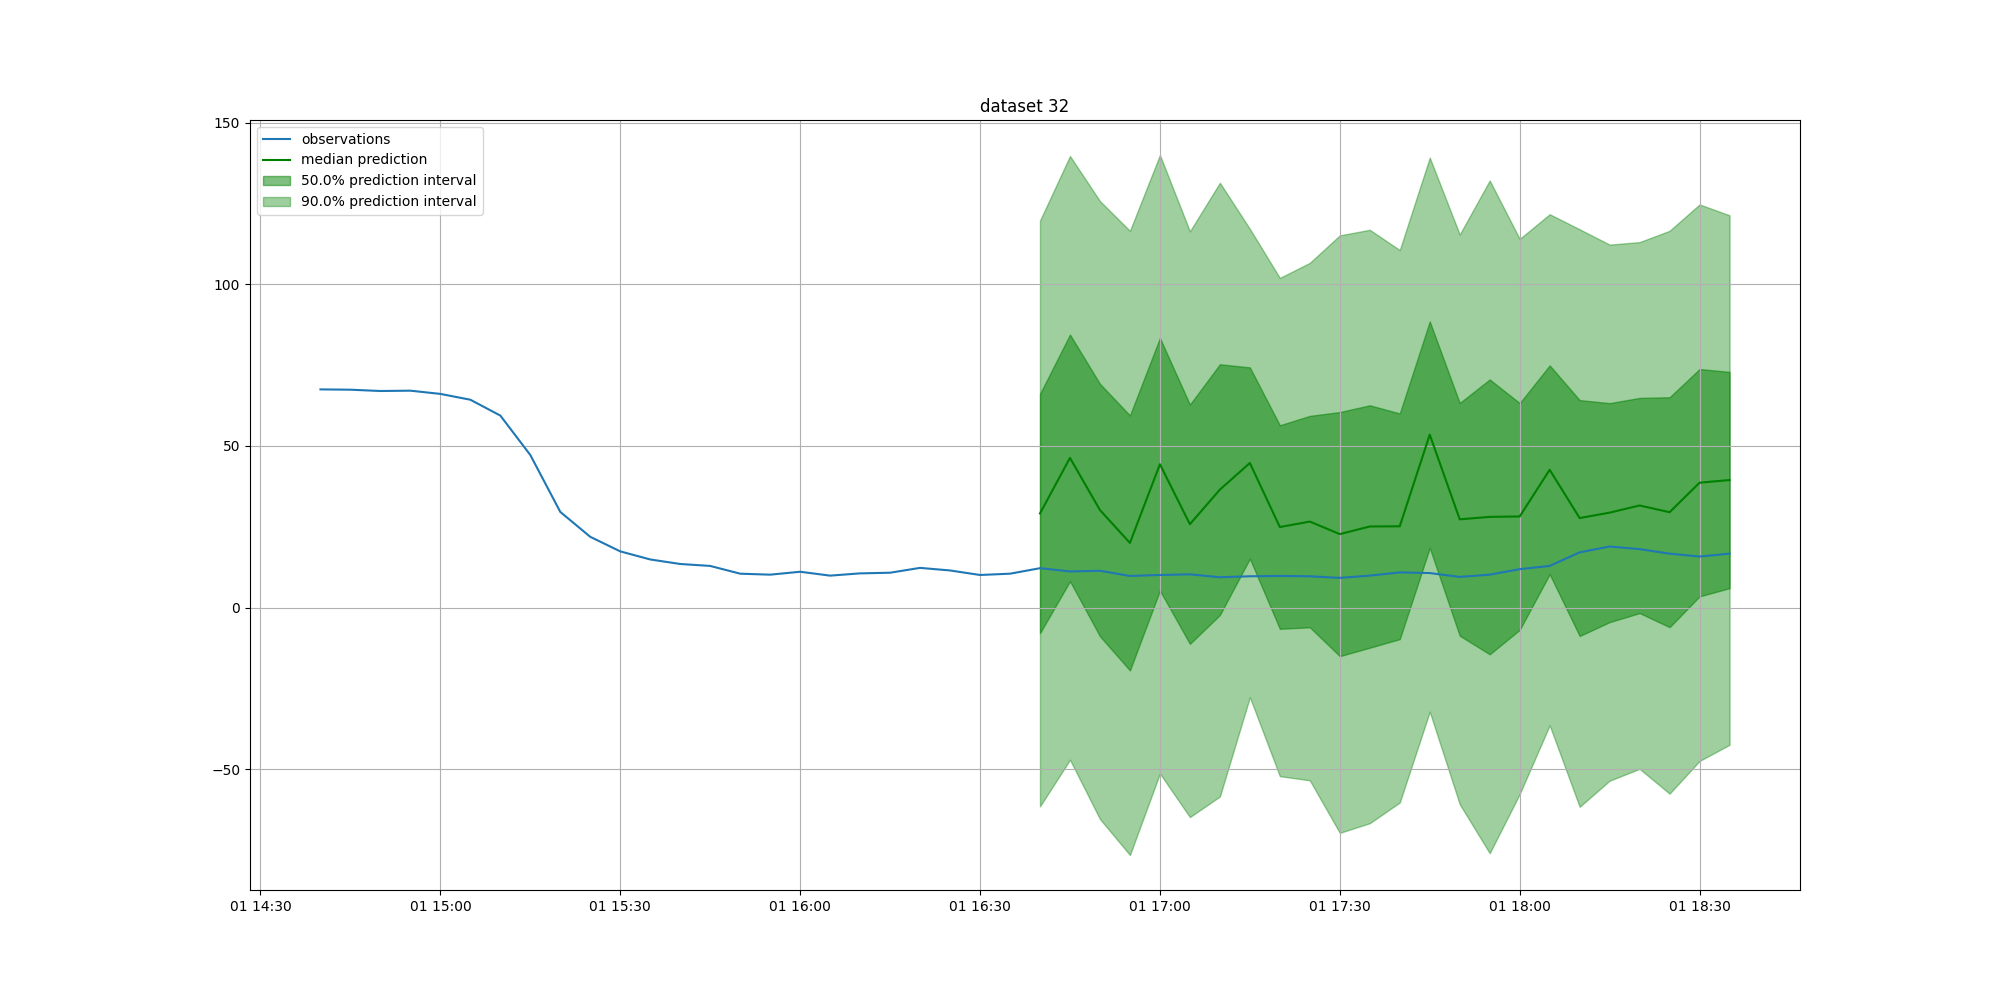 dataset 32
150
observations
median prediction
50.0% prediction interval
90.0% prediction interval
100
50
0
−50
01 14:30 01 15:00 01 15:30 01 16:00 01 16:30 01 17:00 01 17:30 01 18:00 01 18:30